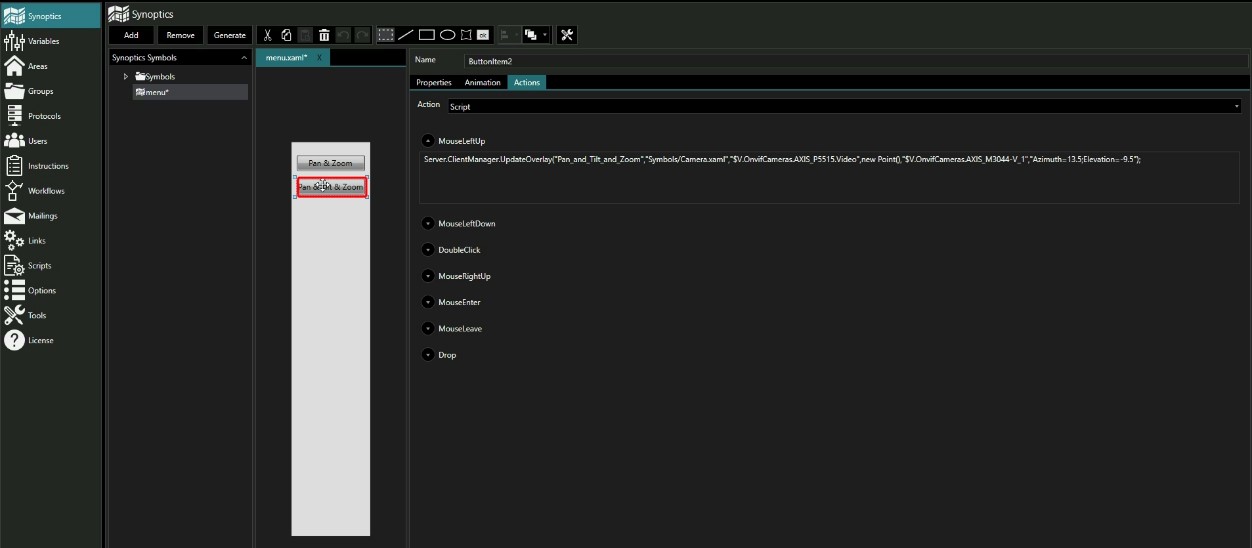 Synoptics
Variables
Areas
Groups
Protocols
Users
Instructions
Workflows
Mailings
Links
Scripts
Options
Tools
License
Synoptics
Add Remove Generate
ok
Synoptics Symbols
Symbols
menu*
menu.xaml* X
Pan & Zoom
Pan & Tilt & Zoom
Name ButtonItem2
Properties Animation Actions
Action Script
MouseLeftUp
Server.ClientManager.UpdateOverlay("Pan_and_Tilt_and_Zoom","Symbols/Camera.xaml","$V.OnvifCameras.AXIS_P5515.Video",new Point(),"$V.OnvifCameras.AXIS_M3044-V_1","Azimuth=13.5;Elevation=-9.5");
MouseLeftDown
DoubleClick
MouseRightUp
MouseEnter
MouseLeave
Drop